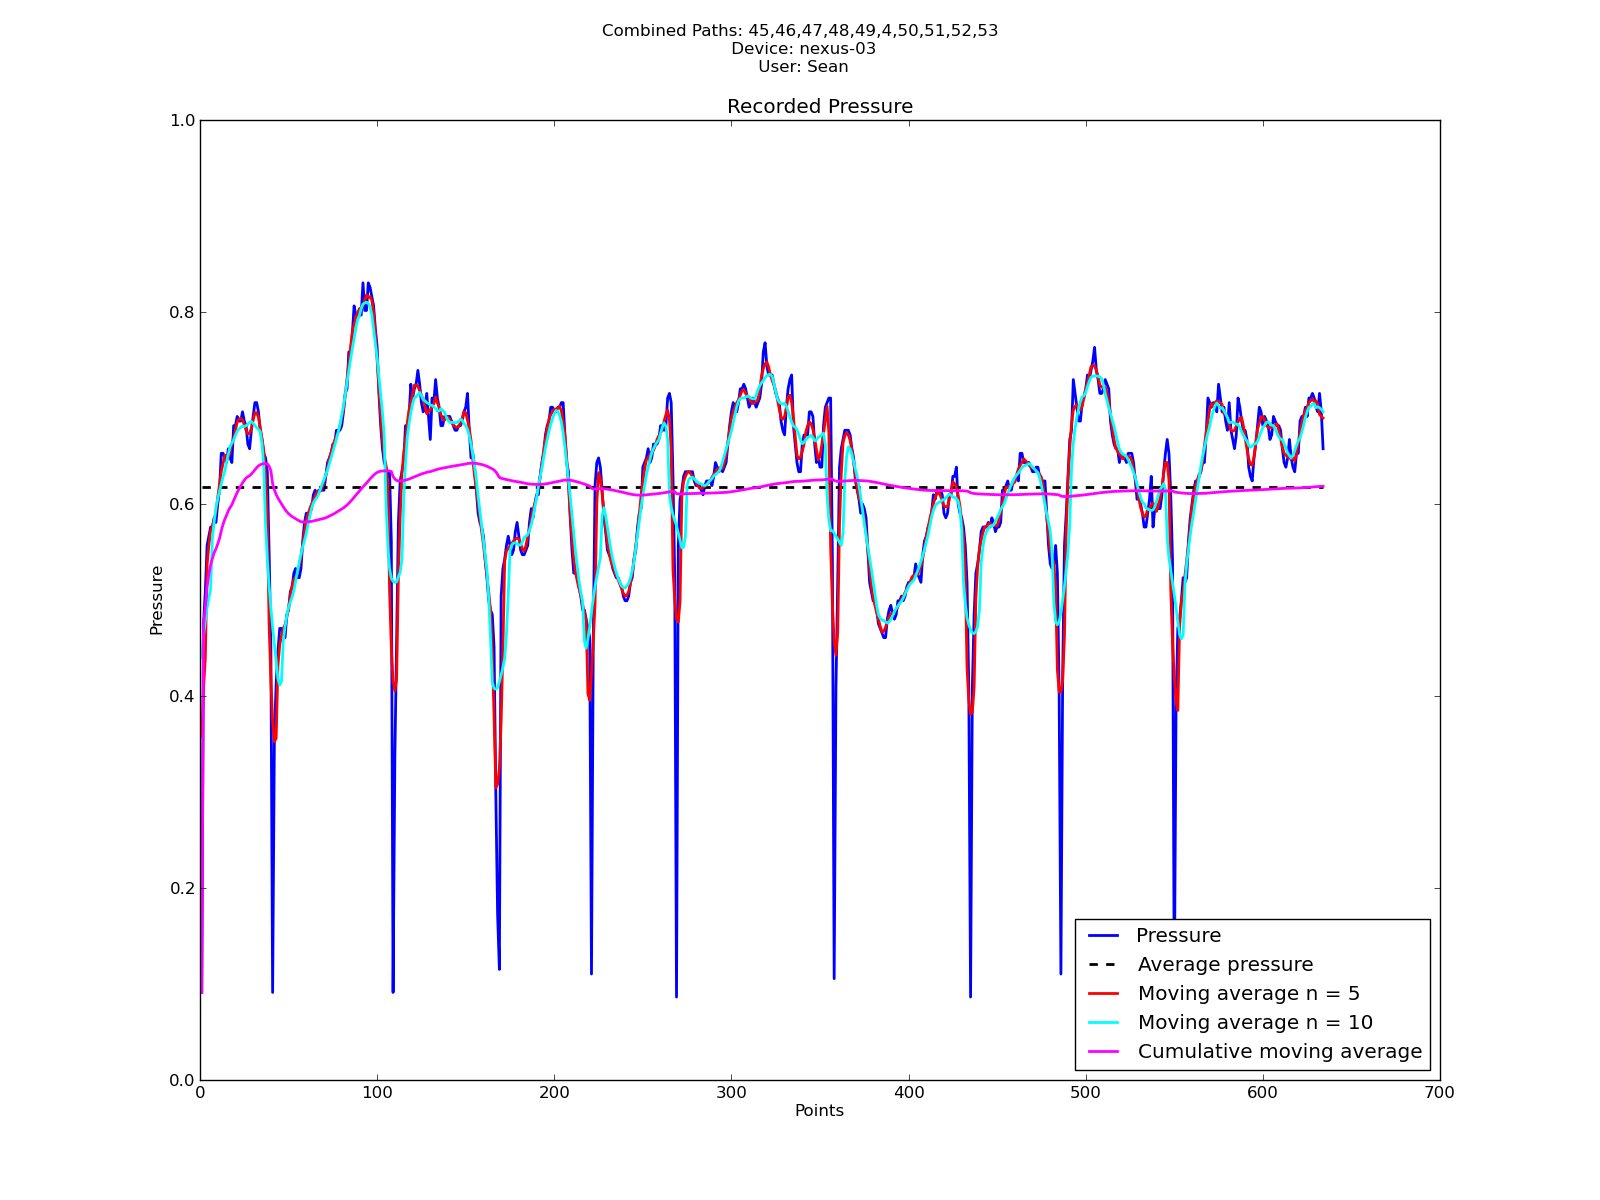 Combined Paths: 45,46,47,48,49,4,50,51,52,53
Device: nexus-03
User: Sean
Recorded Pressure
1.0
0.8
0.6
0.4
0.2
0.0
Pressure
0 100 200 300 400 500 600 700
Points
Pressure
Average pressure
Moving average n = 5
Moving average n = 10
Cumulative moving average